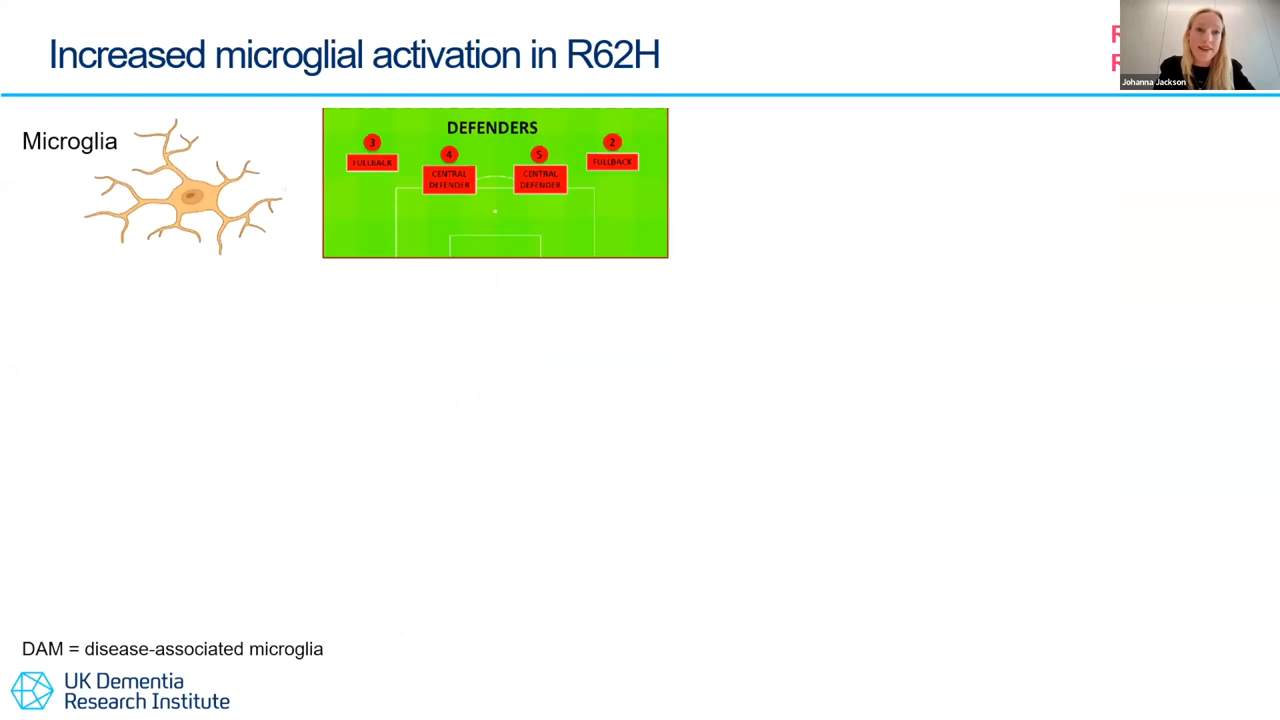 Increased microglial activation in R62H
R
R
Johanna Jackson
Microglia
DEFENDERS
3
2
4
5
FULLBACK
FULLBACK
CENTRAL
DEFENDER
CENTRAL
DEFENDER
DAM = disease-associated microglia
UK Dementia
Research Institute